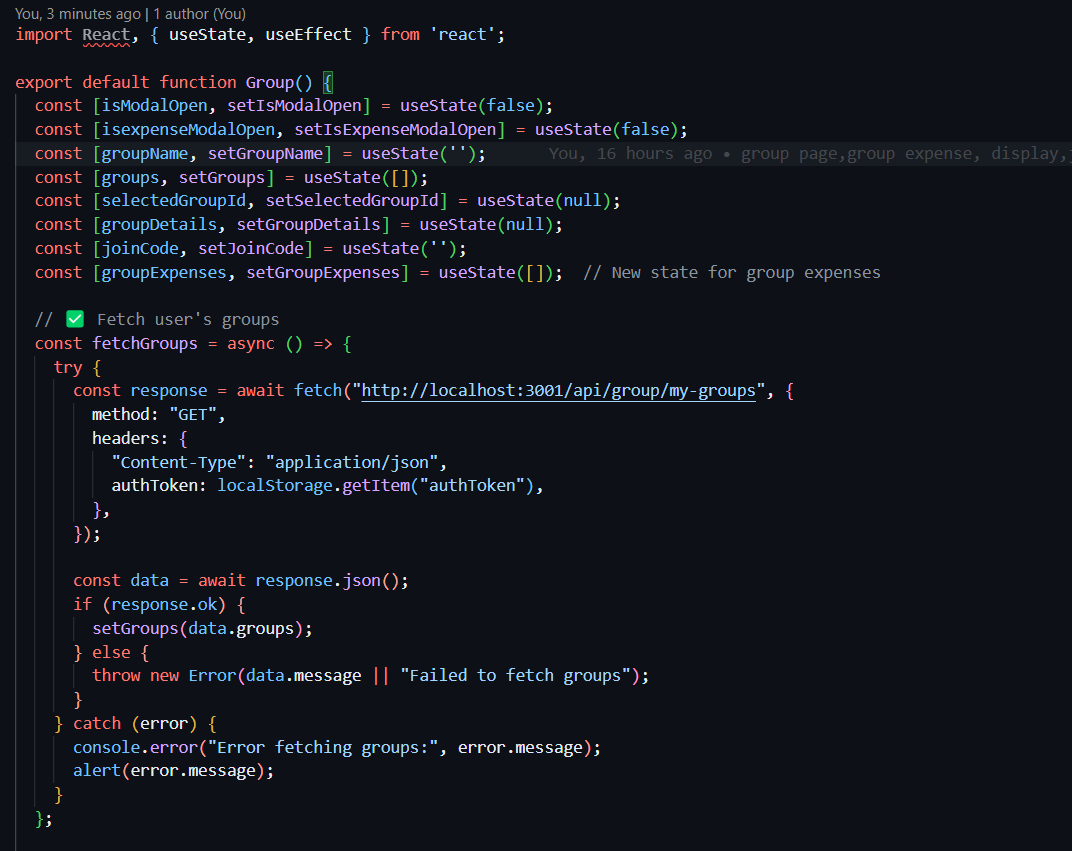 You, 3 minutes ago | 1 author (You)
import React, { useState, useEffect } from 'react';
export default function Group() {
const [isModalOpen, setIsModalOpen] = useState(false);
const [isexpenseModalOpen, setIsExpenseModalOpen] = useState(false);
const [groupName, setGroupName] = useState(''); You, 16 hours ago • group page,group expense, display,
const [groups, setGroups] = useState([]);
const [selectedGroupId, setSelectedGroupId] = useState(null);
const [groupDetails, setGroupDetails] = useState(null);
const [joinCode, setJoinCode] = useState('');
const [groupExpenses, setGroupExpenses] = useState([]); // New state for group expenses
// ✅ Fetch user's groups
const fetchGroups = async () => {
try {
const response = await fetch("http://localhost:3001/api/group/my-groups", {
method: "GET",
headers: {
"Content-Type": "application/json",
authToken: localStorage.getItem("authToken"),
},
});
const data = await response.json();
if (response.ok) {
setGroups(data.groups);
} else {
throw new Error(data.message || "Failed to fetch groups");
}
} catch (error) {
console.error("Error fetching groups:", error.message);
alert(error.message);
}
};